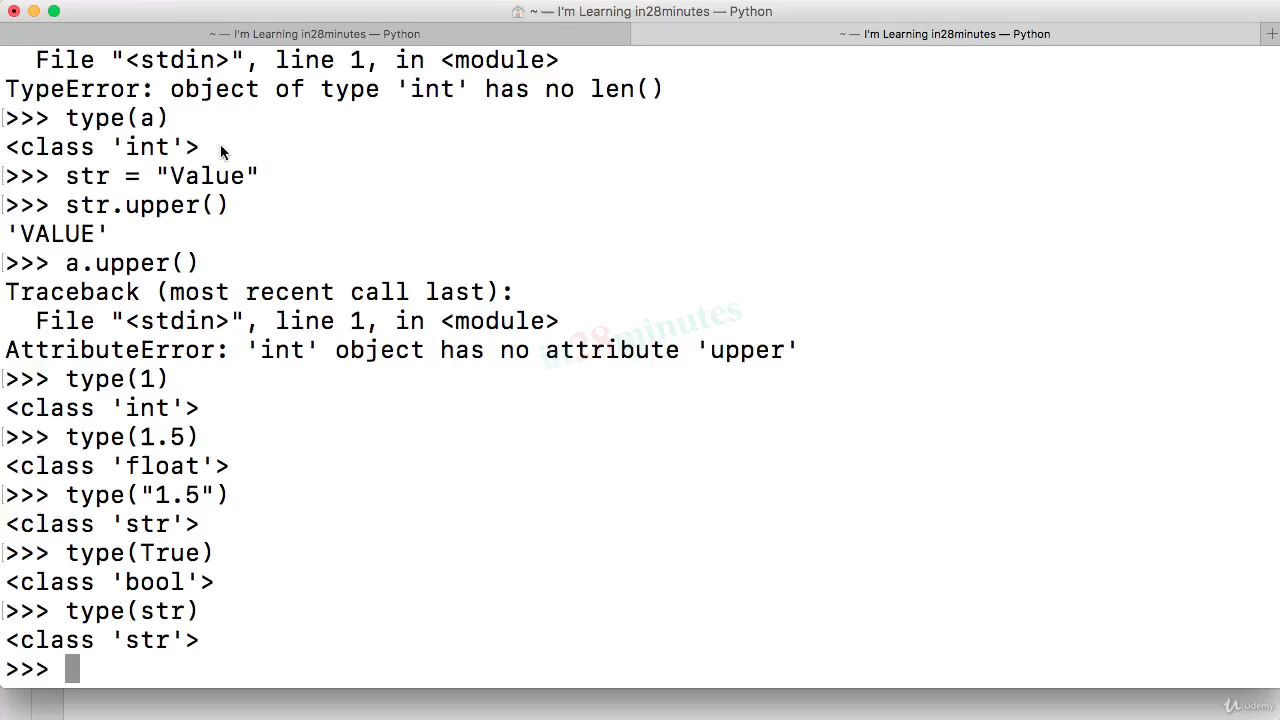 ~ — I'm Learning in28minutes — Python
~ — I'm Learning in28minutes — Python
~ — I'm Learning in28minutes — Python
  File "<stdin>", line 1, in <module>
TypeError: object of type 'int' has no len()
>>> type(a)
<class 'int'>
>>> str = "Value"
>>> str.upper()
'VALUE'
>>> a.upper()
Traceback (most recent call last):
  File "<stdin>", line 1, in <module>
AttributeError: 'int' object has no attribute 'upper'
in28minutes
>>> type(1)
<class 'int'>
>>> type(1.5)
<class 'float'>
>>> type("1.5")
<class 'str'>
>>> type(True)
<class 'bool'>
>>> type(str)
<class 'str'>
>>>
Udemy